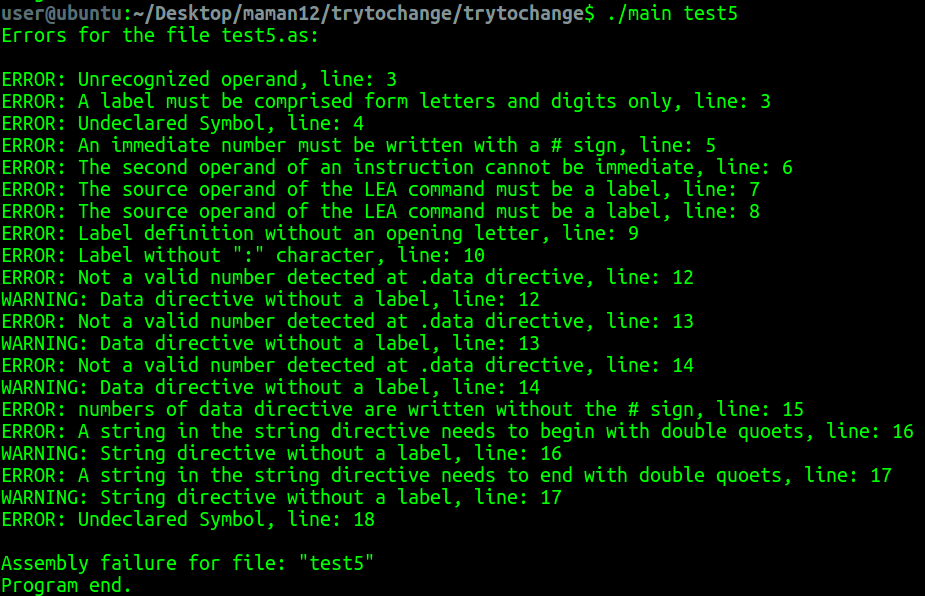 user@ubuntu:~/Desktop/maman12/trytochange/trytochange$ ./main test5
Errors for the file test5.as:
ERROR: Unrecognized operand, line: 3
ERROR: A label must be comprised form letters and digits only, line: 3
ERROR: Undeclared Symbol, line: 4
ERROR: An immediate number must be written with a # sign, line: 5
ERROR: The second operand of an instruction cannot be immediate, line: 6
ERROR: The source operand of the LEA command must be a label, line: 7
ERROR: The source operand of the LEA command must be a label, line: 8
ERROR: Label definition without an opening letter, line: 9
ERROR: Label without ":" character, line: 10
ERROR: Not a valid number detected at .data directive, line: 12
WARNING: Data directive without a label, line: 12
ERROR: Not a valid number detected at .data directive, line: 13
WARNING: Data directive without a label, line: 13
ERROR: Not a valid number detected at .data directive, line: 14
WARNING: Data directive without a label, line: 14
ERROR: numbers of data directive are written without the # sign, line: 15
ERROR: A string in the string directive needs to begin with double quoets, line: 16
WARNING: String directive without a label, line: 16
ERROR: A string in the string directive needs to end with double quoets, line: 17
WARNING: String directive without a label, line: 17
ERROR: Undeclared Symbol, line: 18
Assembly failure for file: "test5"
Program end.